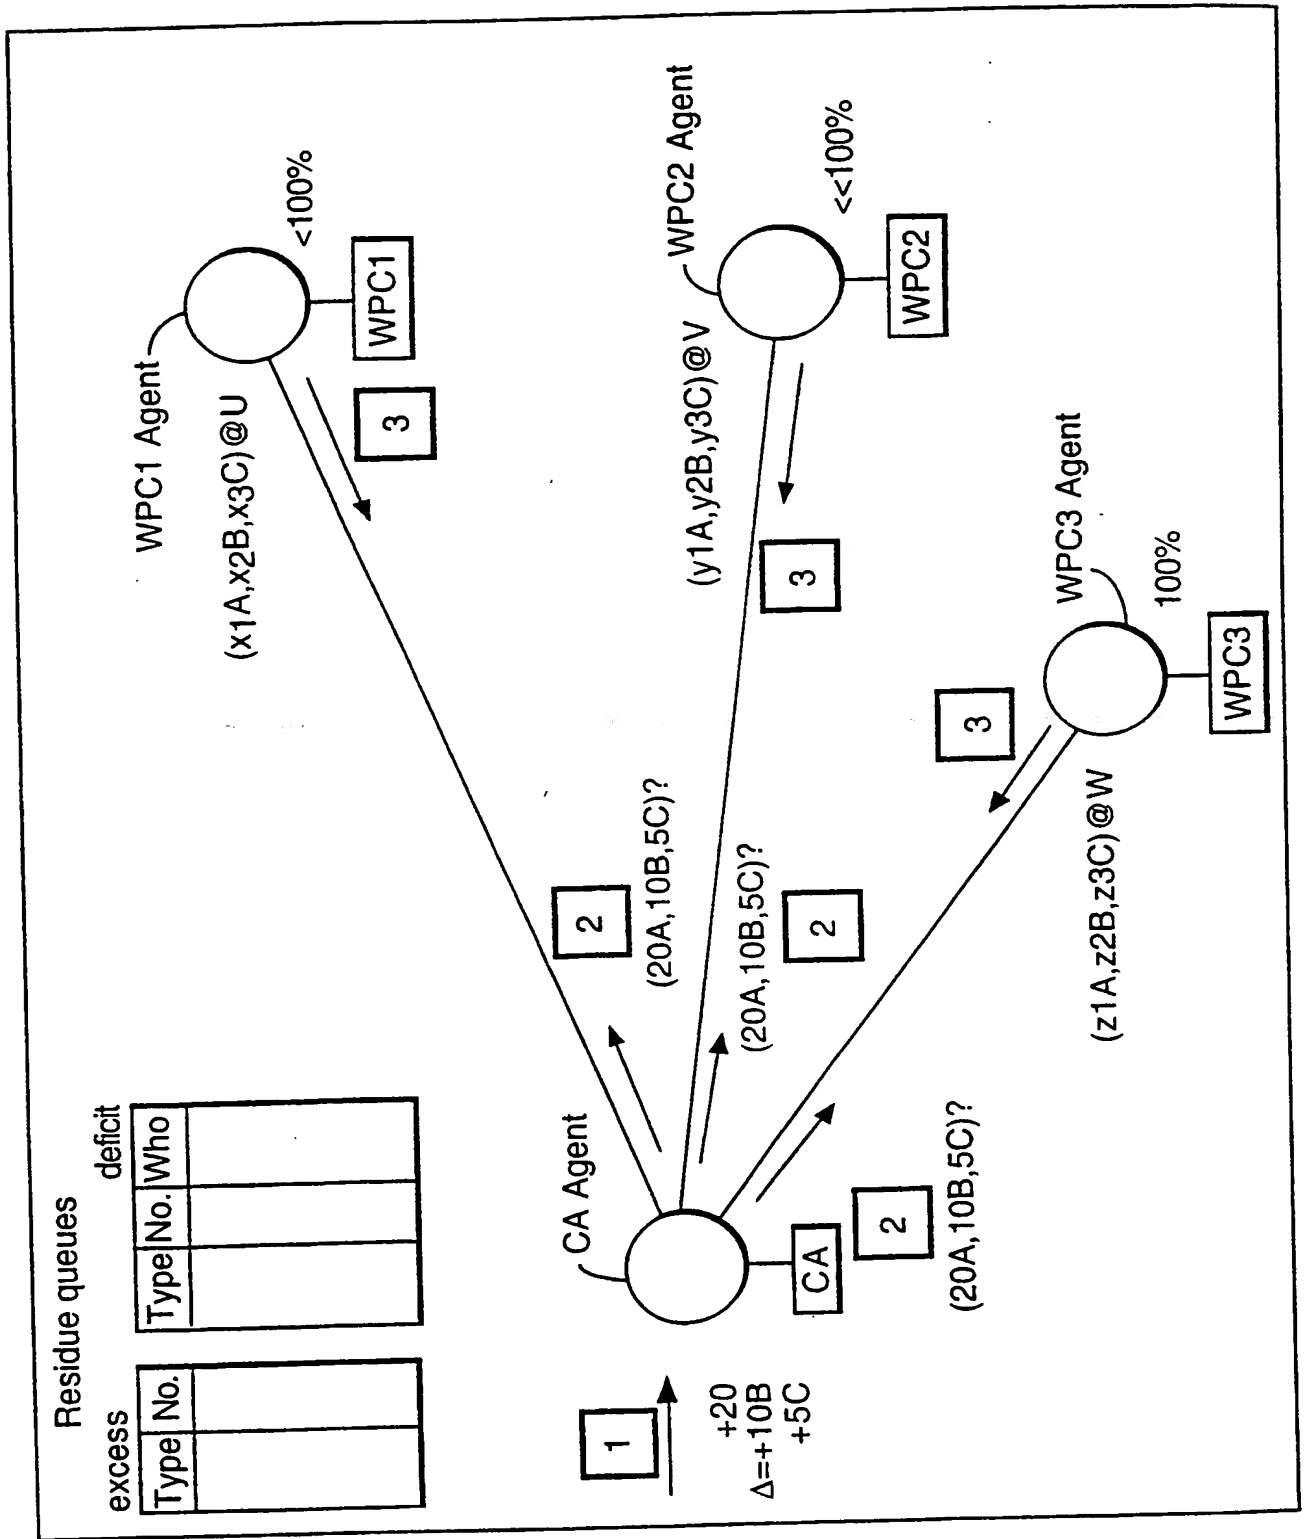 Residue queues
excess
deficit
Type No.
Type No. Who
1
+20
Δ=+10B
+5C
CA Agent
CA
2
(20A,10B,5C)?
2
(20A,10B,5C)?
2
(20A,10B,5C)?
WPC1 Agent
(x1A,x2B,x3C)@U
<100%
WPC1
3
WPC2 Agent
(y1A,y2B,y3C)@V
<<100%
WPC2
3
WPC3 Agent
(z1A,z2B,z3C)@W
100%
WPC3
3